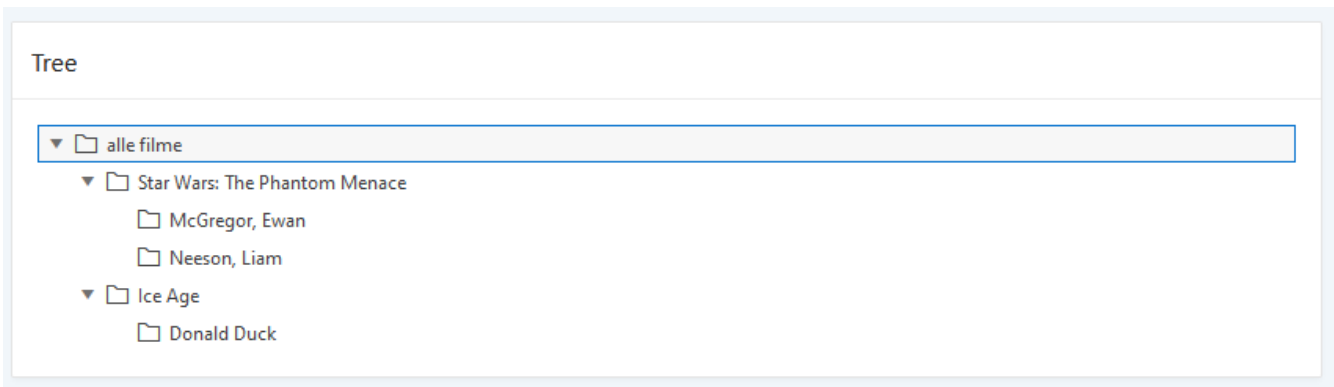 Tree
alle filme
Star Wars: The Phantom Menace
McGregor, Ewan
Neeson, Liam
Ice Age
Donald Duck